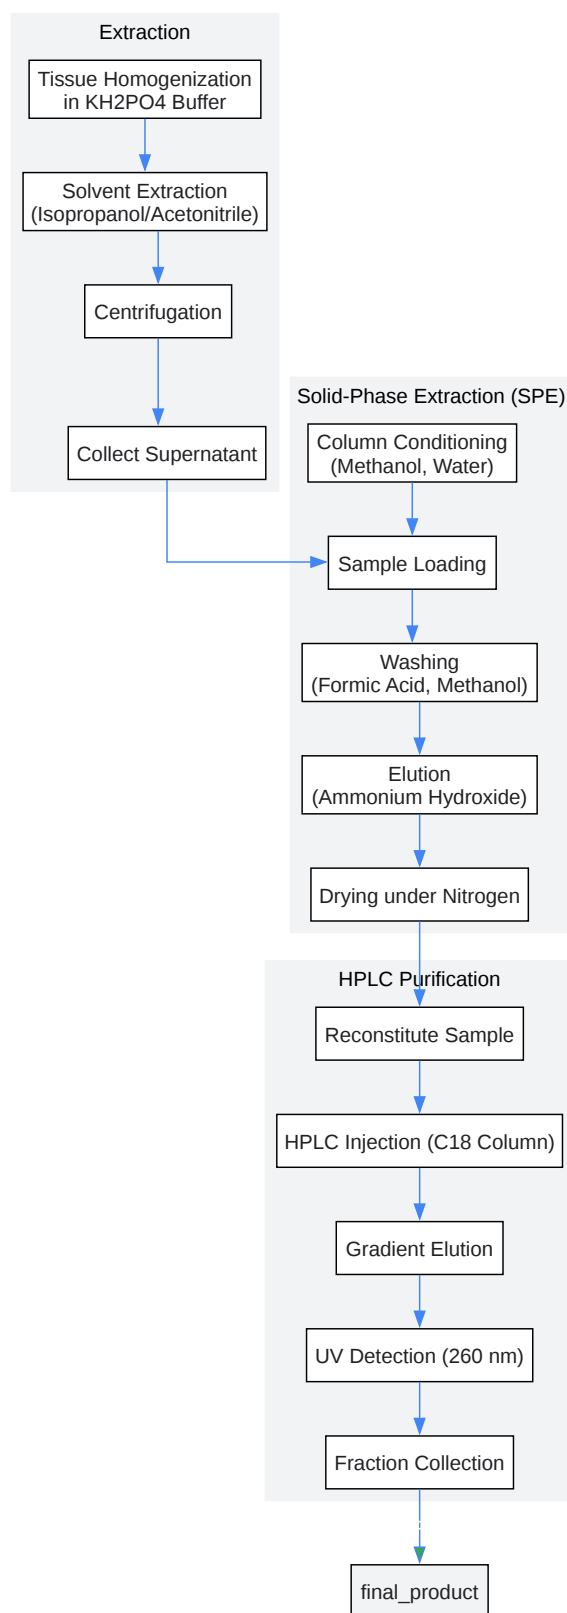 Extraction
Tissue Homogenization
in KH2PO4 Buffer
Solvent Extraction
(Isopropanol/Acetonitrile)
Centrifugation
Collect Supernatant
Solid-Phase Extraction (SPE)
Column Conditioning
(Methanol, Water)
Sample Loading
Washing
(Formic Acid, Methanol)
Elution
(Ammonium Hydroxide)
Drying under Nitrogen
HPLC Purification
Reconstitute Sample
HPLC Injection (C18 Column)
Gradient Elution
UV Detection (260 nm)
Fraction Collection
final_product